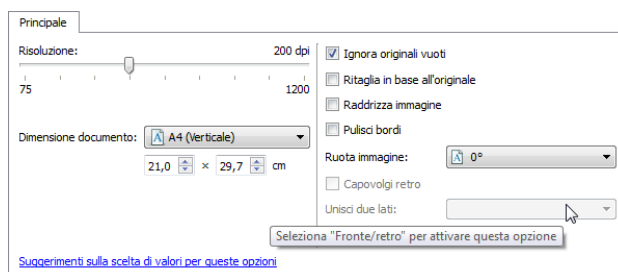 Principale
Risoluzione:
200 dpi
75
1200
Dimensione documento:
A4 (Verticale)
21,0 × 29,7 cm
Ignora originali vuoti
Ritaglia in base all'originale
Raddrizza immagine
Pulisci bordi
Ruota immagine:
0°
Capovolgi retro
Unisci due lati:
Seleziona "Fronte/retro" per attivare questa opzione
Suggerimenti sulla scelta di valori per queste opzioni